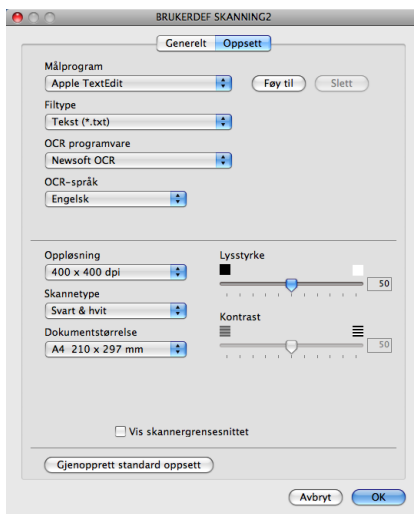 BRUKERDEF SKANNING2
Generelt Oppsett
Målprogram
Apple TextEdit Føy til Slett
Filtype
Tekst (*.txt)
OCR programvare
Newsoft OCR
OCR-språk
Engelsk
Oppløsning Lysstyrke
400 x 400 dpi 50
Skannetype Kontrast
Svart & hvit 50
Dokumentstørrelse
A4 210 x 297 mm
Vis skannergrensesnittet
Gjenopprett standard oppsett
Avbryt OK